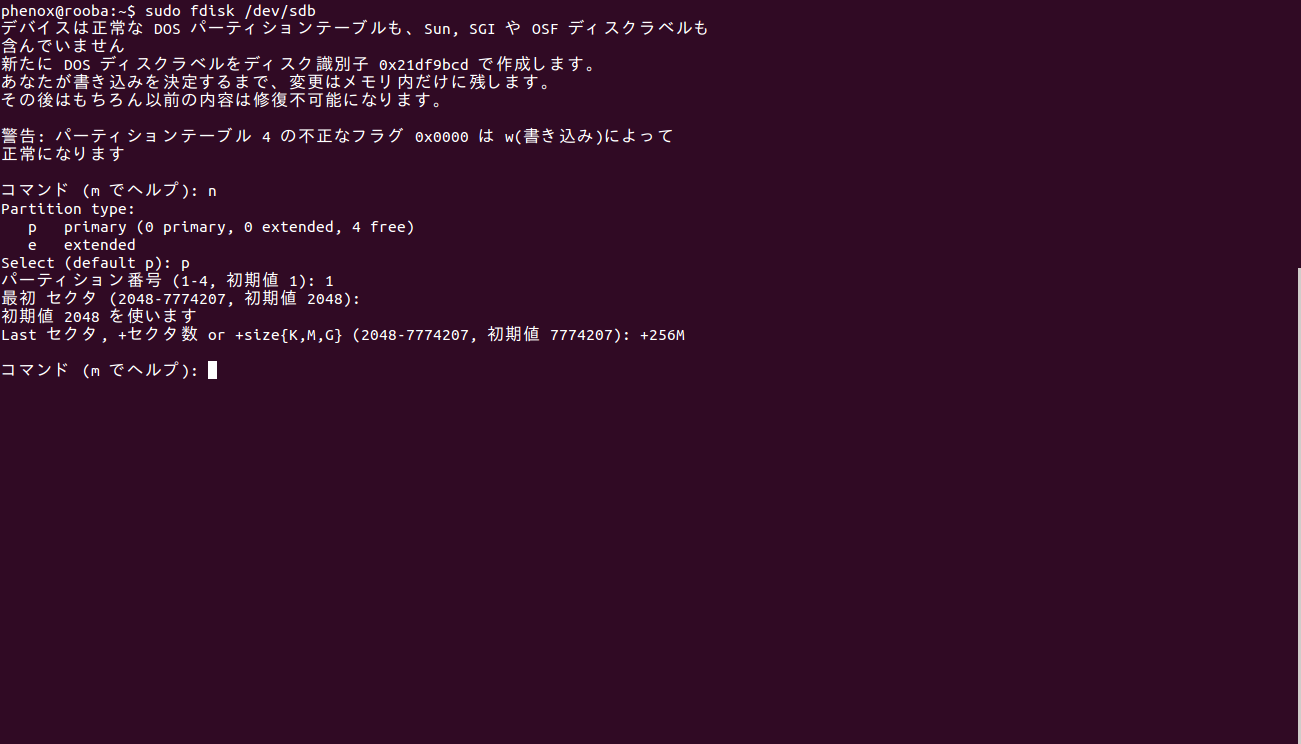 phenox@rooba:~$ sudo fdisk /dev/sdb
デバイスは正常な DOS パーティションテーブルも、Sun, SGI や OSF ディスクラベルも
含んでいません
新たに DOS ディスクラベルをディスク識別子 0x21df9bcd で作成します。
あなたが書き込みを決定するまで、変更はメモリ内だけに残します。
その後はもちろん以前の内容は修復不可能になります。
警告: パーティションテーブル 4 の不正なフラグ 0x0000 は w(書き込み)によって
正常になります
コマンド (m でヘルプ): n
Partition type:
   p   primary (0 primary, 0 extended, 4 free)
   e   extended
Select (default p): p
パーティション番号 (1-4, 初期値 1): 1
最初 セクタ (2048-7774207, 初期値 2048):
初期値 2048 を使います
Last セクタ, +セクタ数 or +size{K,M,G} (2048-7774207, 初期値 7774207): +256M
コマンド (m でヘルプ):